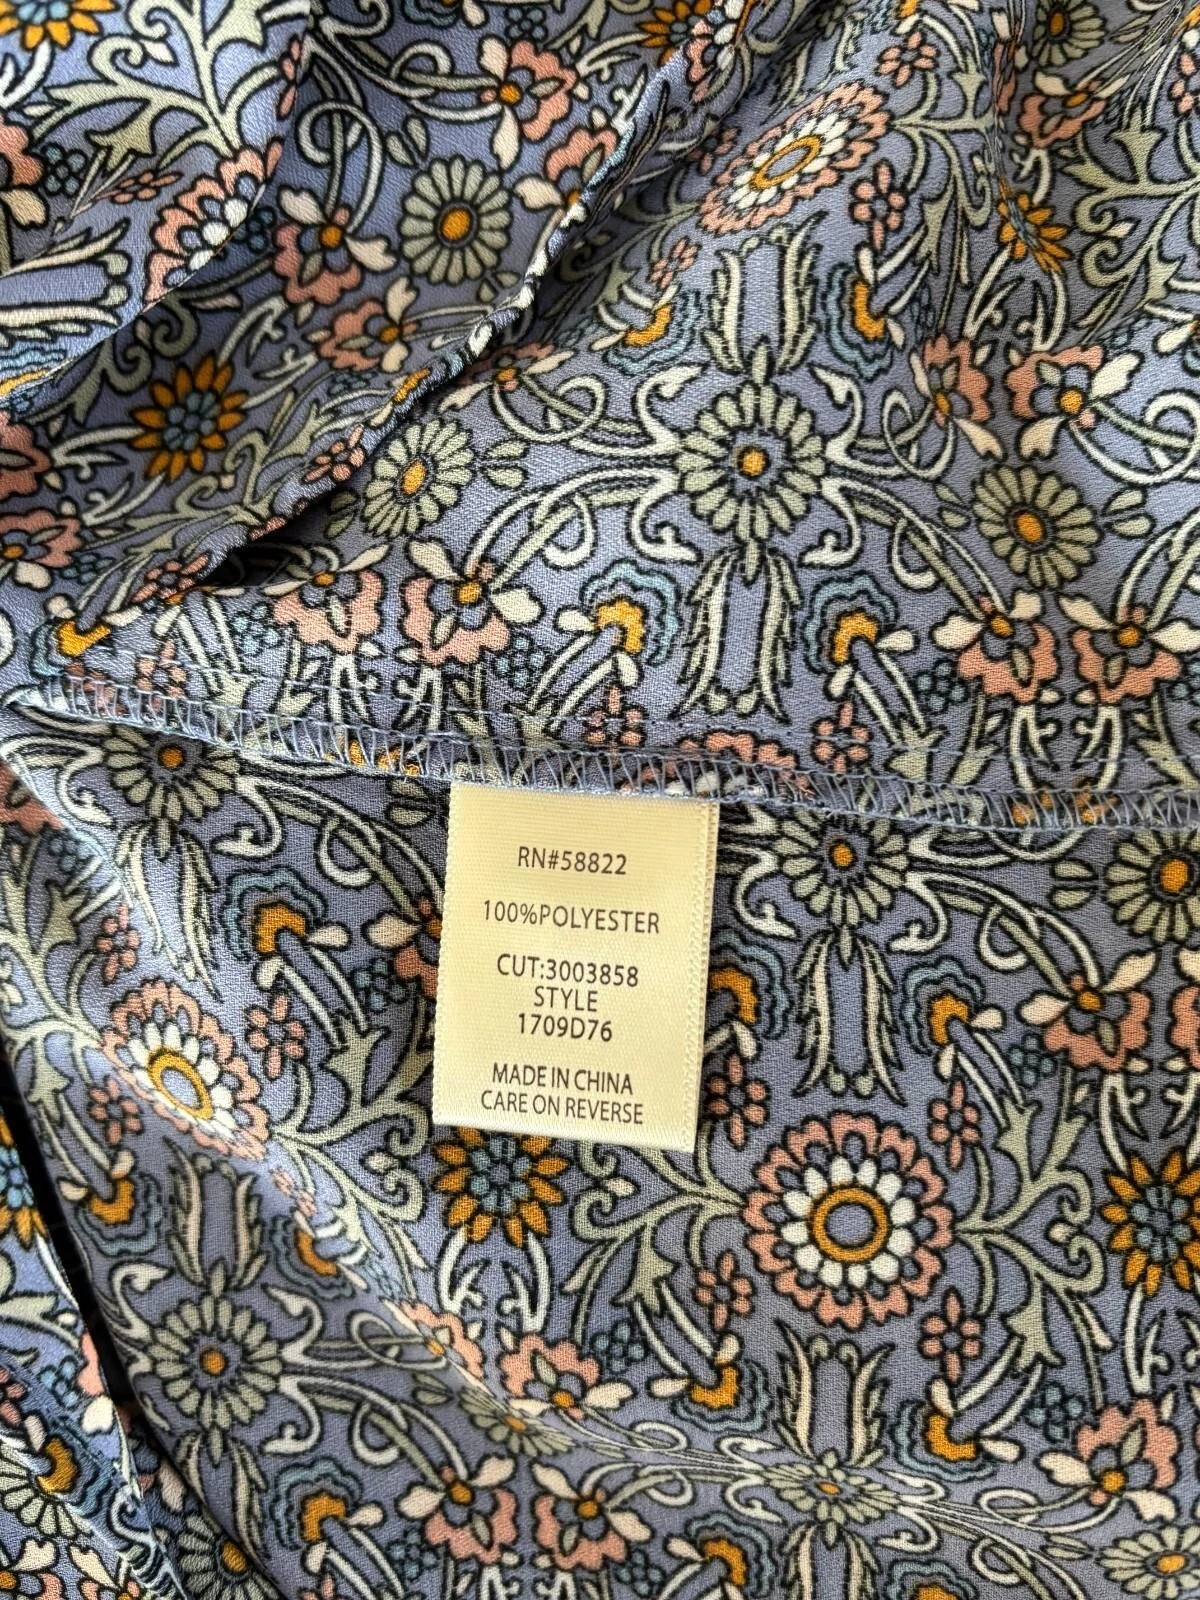 RN#58822
100%POLYESTER
CUT:3003858
STYLE
1709D76
MADE IN CHINA
CARE ON REVERSE